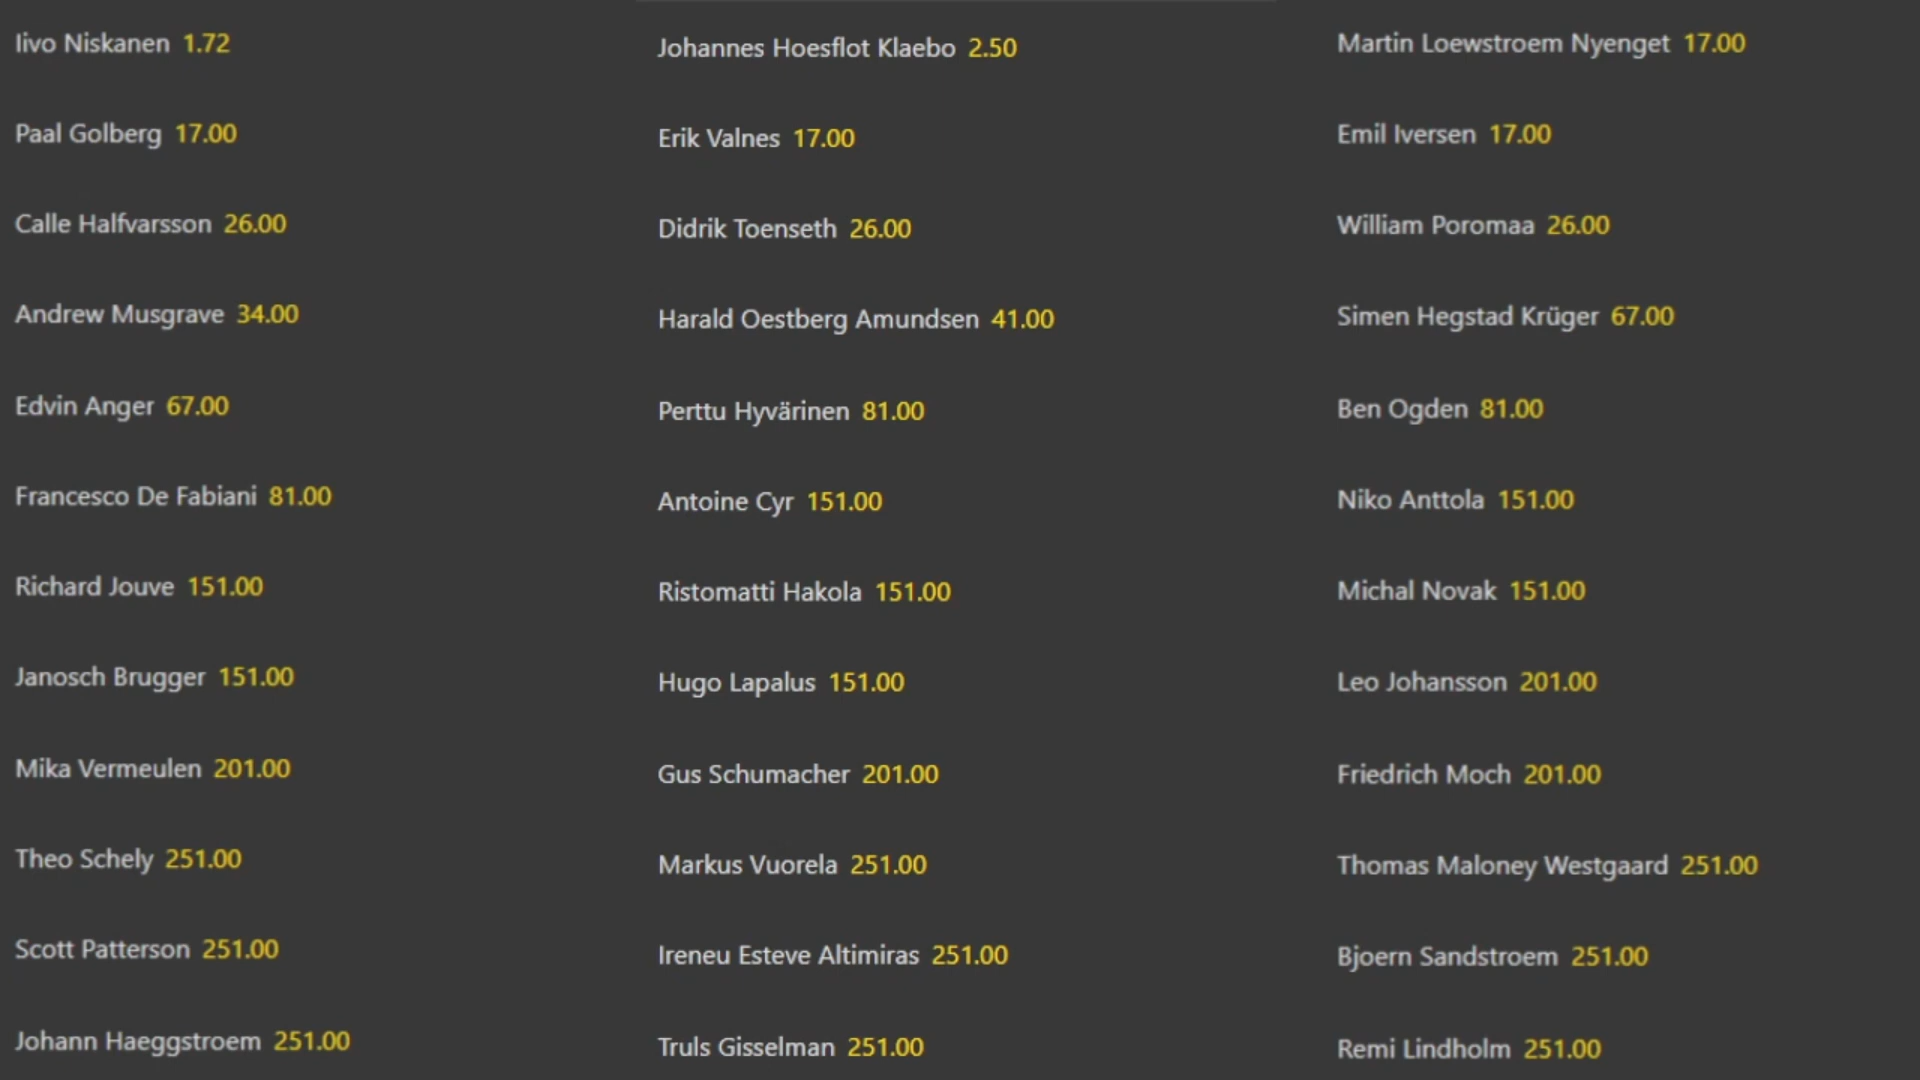 Iivo Niskanen 1.72
Johannes Hoesflot Klaebo 2.50
Martin Loewstroem Nyenget 17.00
Paal Golberg 17.00
Erik Valnes 17.00
Emil Iversen 17.00
Calle Halfvarsson 26.00
Didrik Toenseth 26.00
William Poromaa 26.00
Andrew Musgrave 34.00
Harald Oestberg Amundsen 41.00
Simen Hegstad Krüger 67.00
Edvin Anger 67.00
Perttu Hyvärinen 81.00
Ben Ogden 81.00
Francesco De Fabiani 81.00
Antoine Cyr 151.00
Niko Anttola 151.00
Richard Jouve 151.00
Ristomatti Hakola 151.00
Michal Novak 151.00
Janosch Brugger 151.00
Hugo Lapalus 151.00
Leo Johansson 201.00
Mika Vermeulen 201.00
Gus Schumacher 201.00
Friedrich Moch 201.00
Theo Schely 251.00
Markus Vuorela 251.00
Thomas Maloney Westgaard 251.00
Scott Patterson 251.00
Ireneu Esteve Altimiras 251.00
Bjoern Sandstroem 251.00
Johann Haeggstroem 251.00
Truls Gisselman 251.00
Remi Lindholm 251.00